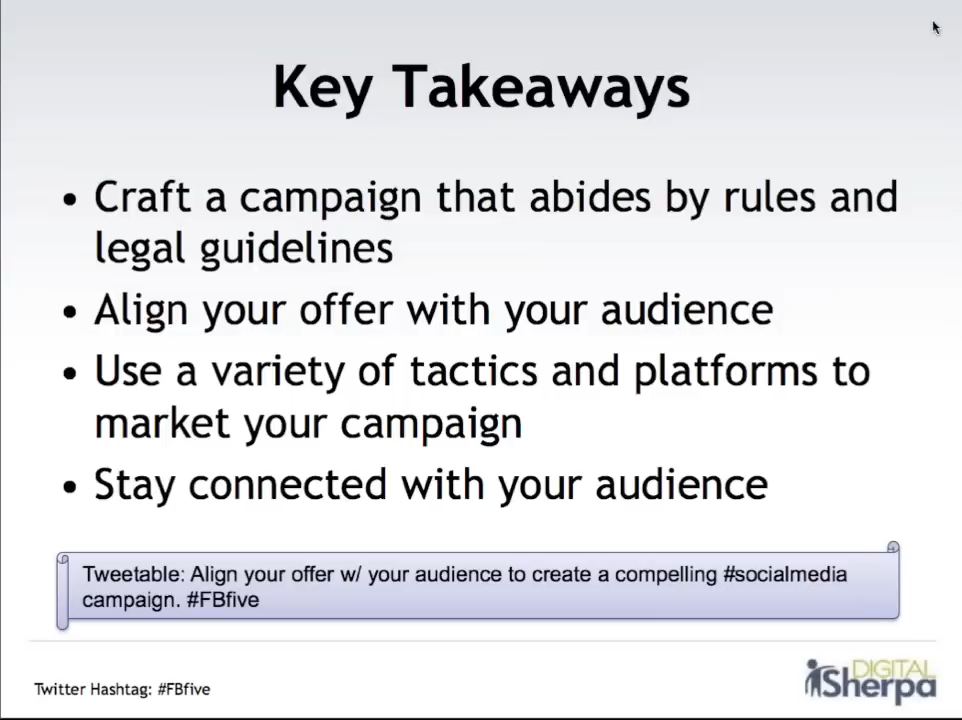 Key Takeaways
• Craft a campaign that abides by rules and
legal guidelines
• Align your offer with your audience
• Use a variety of tactics and platforms to
market your campaign
• Stay connected with your audience
Tweetable: Align your offer w/ your audience to create a compelling #socialmedia
campaign. #FBfive
Twitter Hashtag: #FBfive
DIGITAL
Sherpa